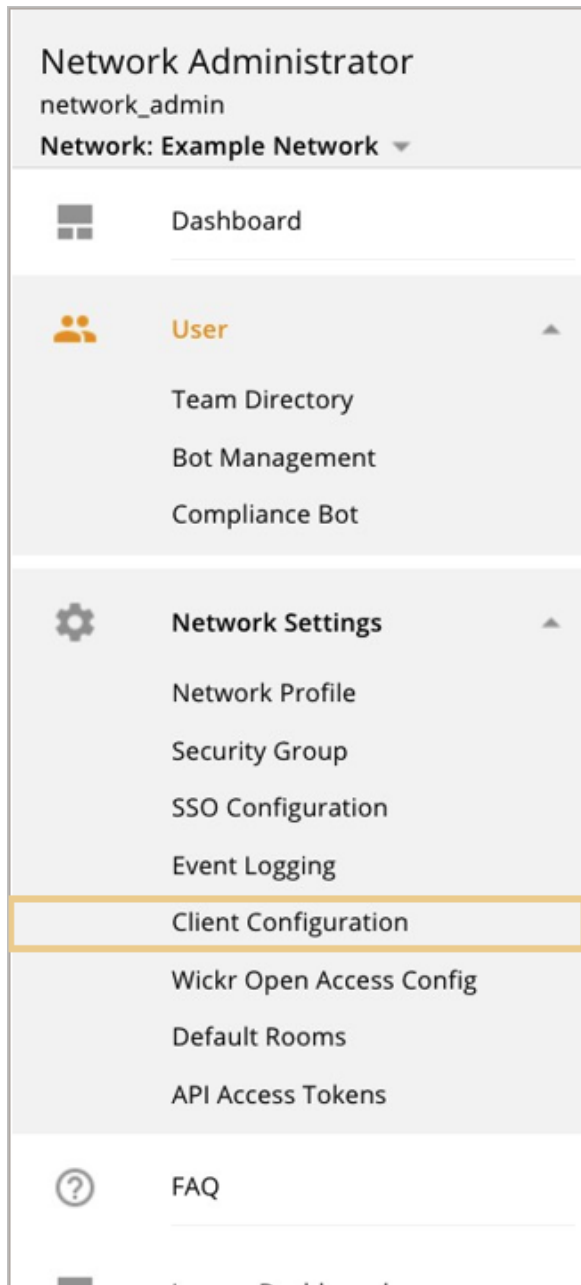 Network Administrator
network_admin
Network: Example Network
Dashboard
User
Team Directory
Bot Management
Compliance Bot
Network Settings
Network Profile
Security Group
SSO Configuration
Event Logging
Client Configuration
Wickr Open Access Config
Default Rooms
API Access Tokens
FAQ